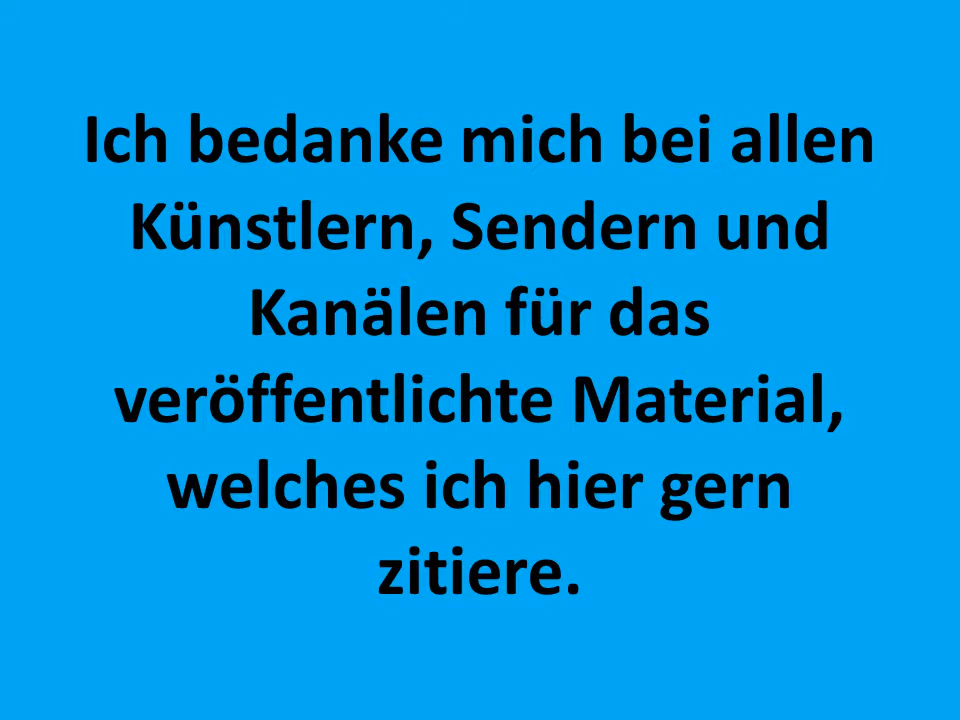 Ich bedanke mich bei allen
Künstlern, Sendern und
Kanälen für das
veröffentlichte Material,
welches ich hier gern
zitiere.